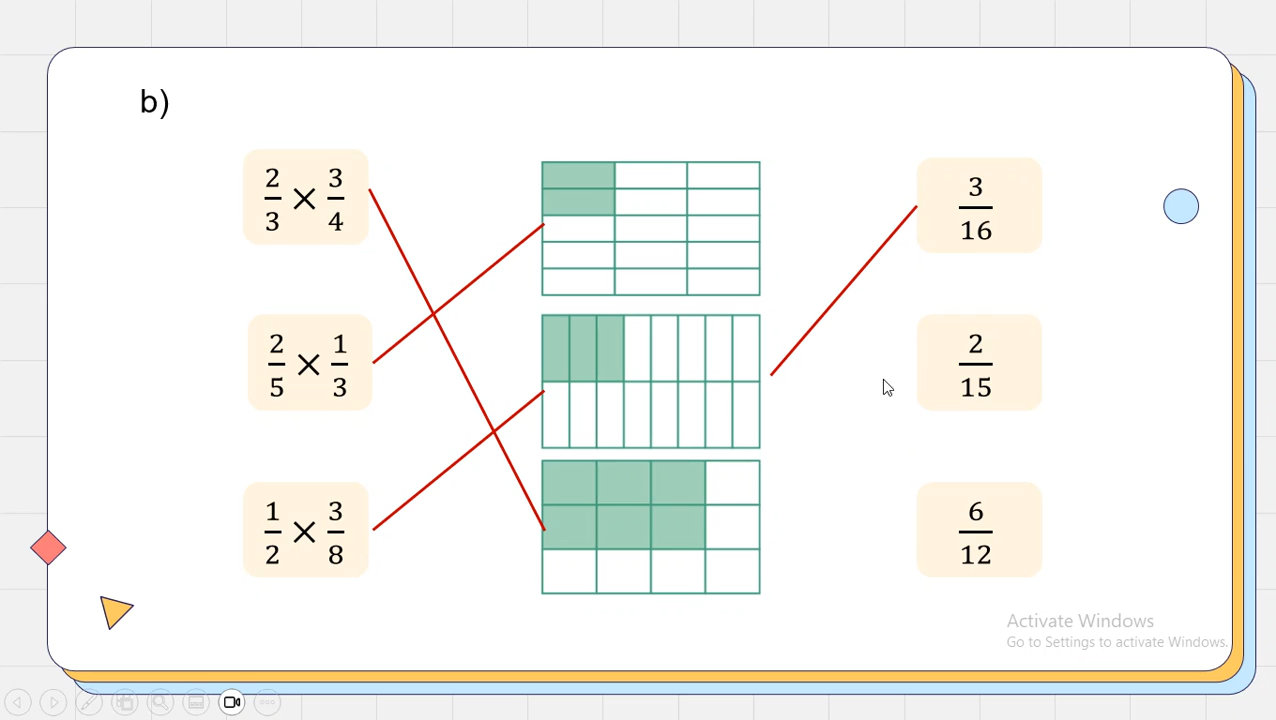 b)
2/3 × 3/4
3/16
2/5 × 1/3
2/15
1/2 × 3/8
6/12
Activate Windows
Go to Settings to activate Windows.